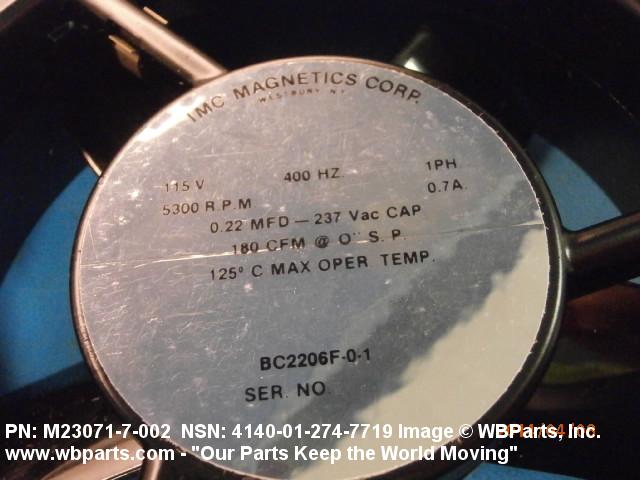 IMC MAGNETICS CORP.
WESTBURY N.Y.
115 V 400 HZ. 1PH
5300 R.P.M 0.7A.
0.22 MFD — 237 Vac CAP
180 CFM @ O" S. P.
125° C MAX OPER TEMP.
BC2206F-0-1
SER. NO.
PN: M23071-7-002 NSN: 4140-01-274-7719 Image © WBParts, Inc.
www.wbparts.com - "Our Parts Keep the World Moving"